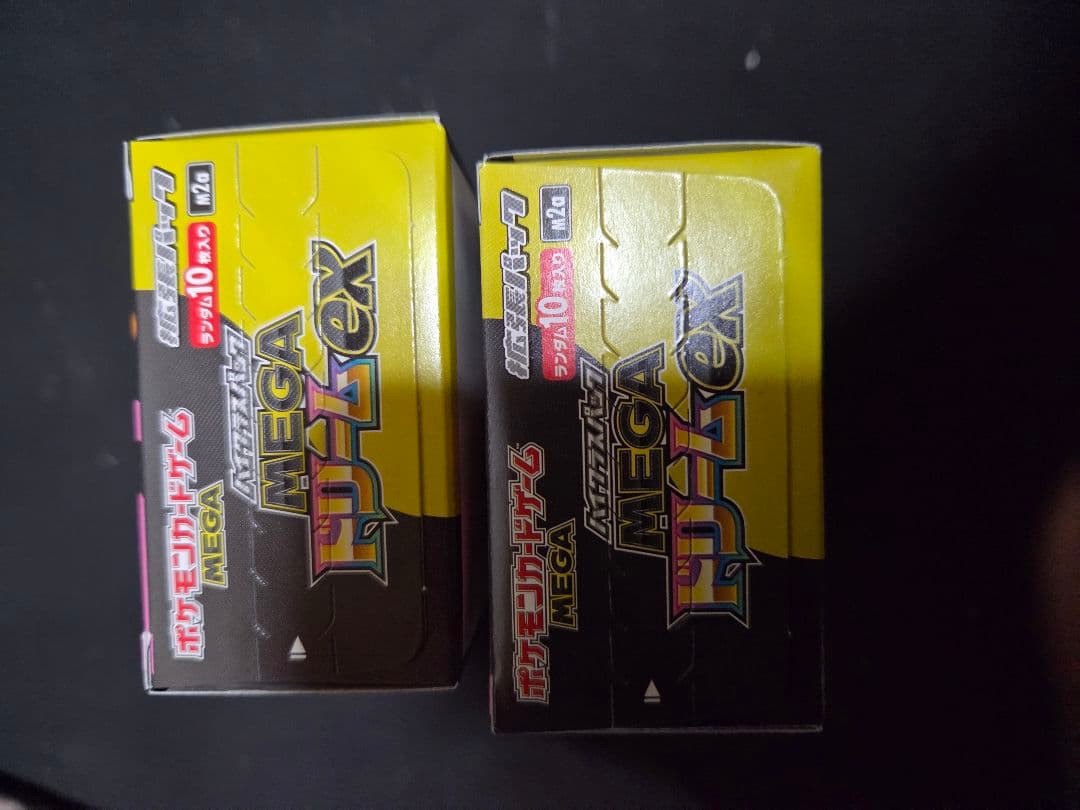 ポケモンカードゲーム
MEGA
拡張パック
ランダム10枚入り
M2a
ハイクラスパック
MEGA
ドリームex
ポケモンカードゲーム
MEGA
拡張パック
ランダム10枚入り
M2a
ハイクラスパック
MEGA
ドリームex